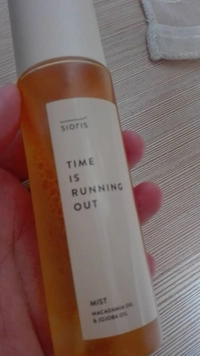 SIORIS
TIME
IS
RUNNING
OUT
MIST
MACADAMIA OIL
& JOJOBA OIL